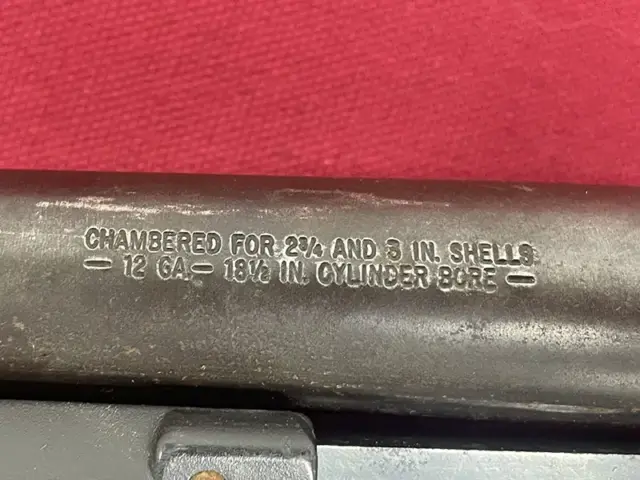 CHAMBERED FOR 2¾ AND 3 IN. SHELLS
— 12 GA.— 18½ IN. CYLINDER BORE —